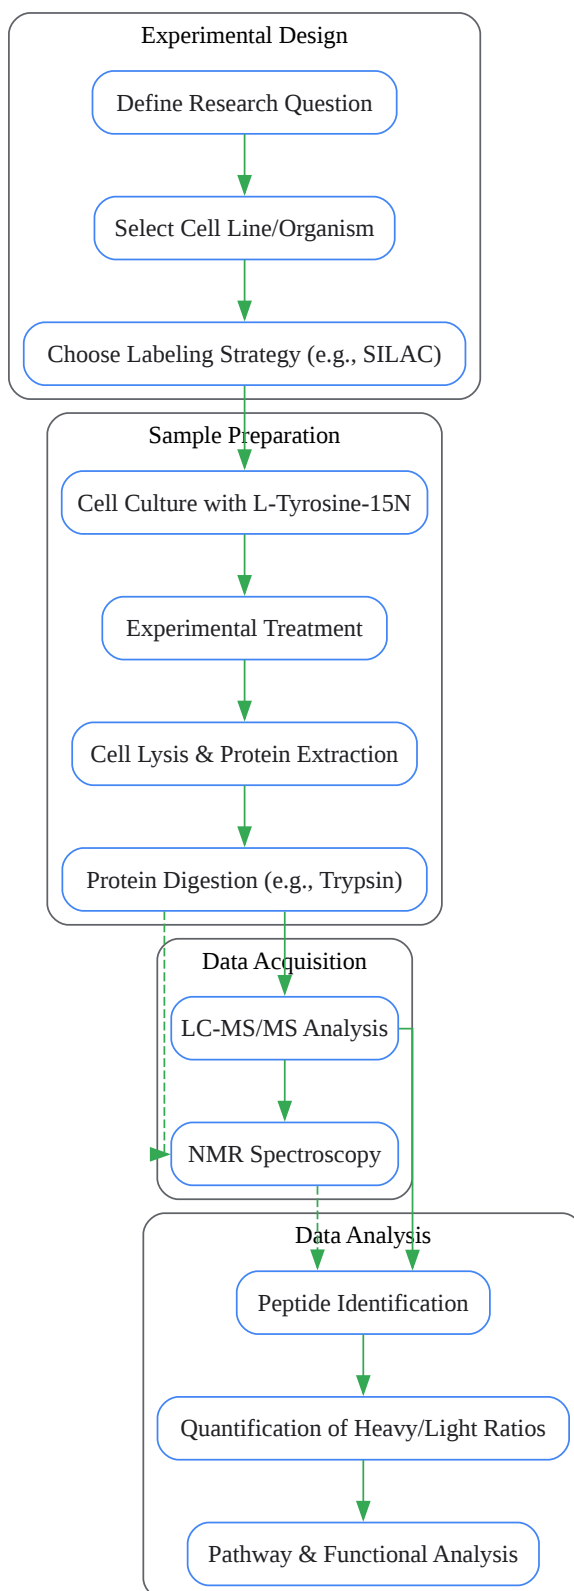 Experimental Design
Define Research Question
Select Cell Line/Organism
Choose Labeling Strategy (e.g., SILAC)
Sample Preparation
Cell Culture with L-Tyrosine-15N
Experimental Treatment
Cell Lysis & Protein Extraction
Protein Digestion (e.g., Trypsin)
Data Acquisition
LC-MS/MS Analysis
NMR Spectroscopy
Data Analysis
Peptide Identification
Quantification of Heavy/Light Ratios
Pathway & Functional Analysis